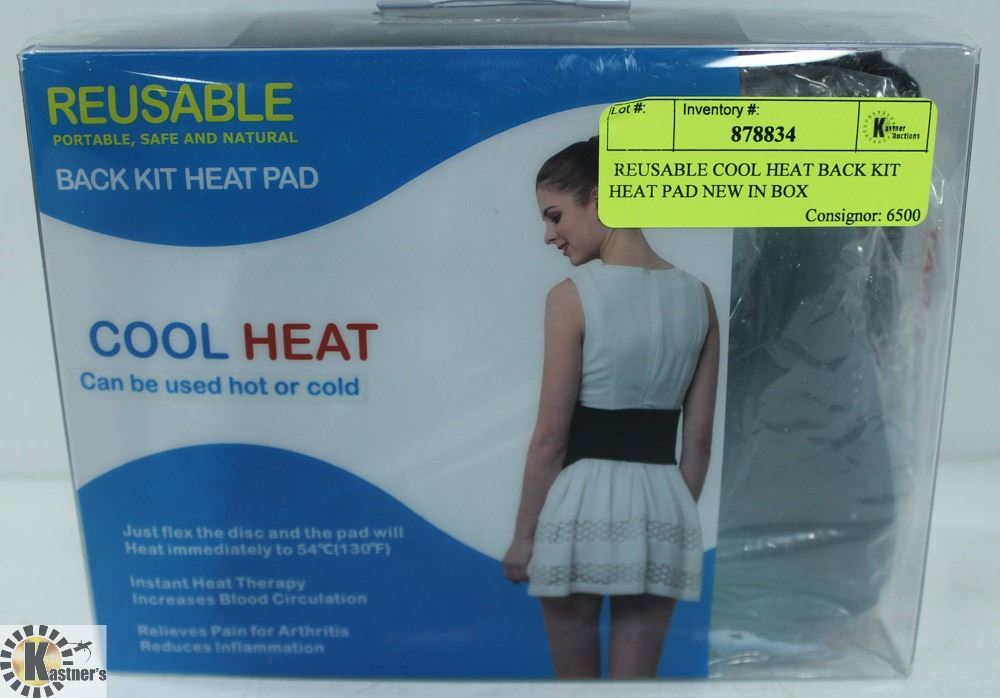 REUSABLE
PORTABLE, SAFE AND NATURAL
BACK KIT HEAT PAD
Lot #:
Inventory #:
878834
Kastner
Auctions
REUSABLE COOL HEAT BACK KIT
HEAT PAD NEW IN BOX
Consignor: 6500
COOL HEAT
Can be used hot or cold
Just flex the disc and the pad will
Heat immediately to 54℃(130℉)
Instant Heat Therapy
Increases Blood Circulation
Relieves Pain for Arthritis
Reduces Inflammation
Kastner's